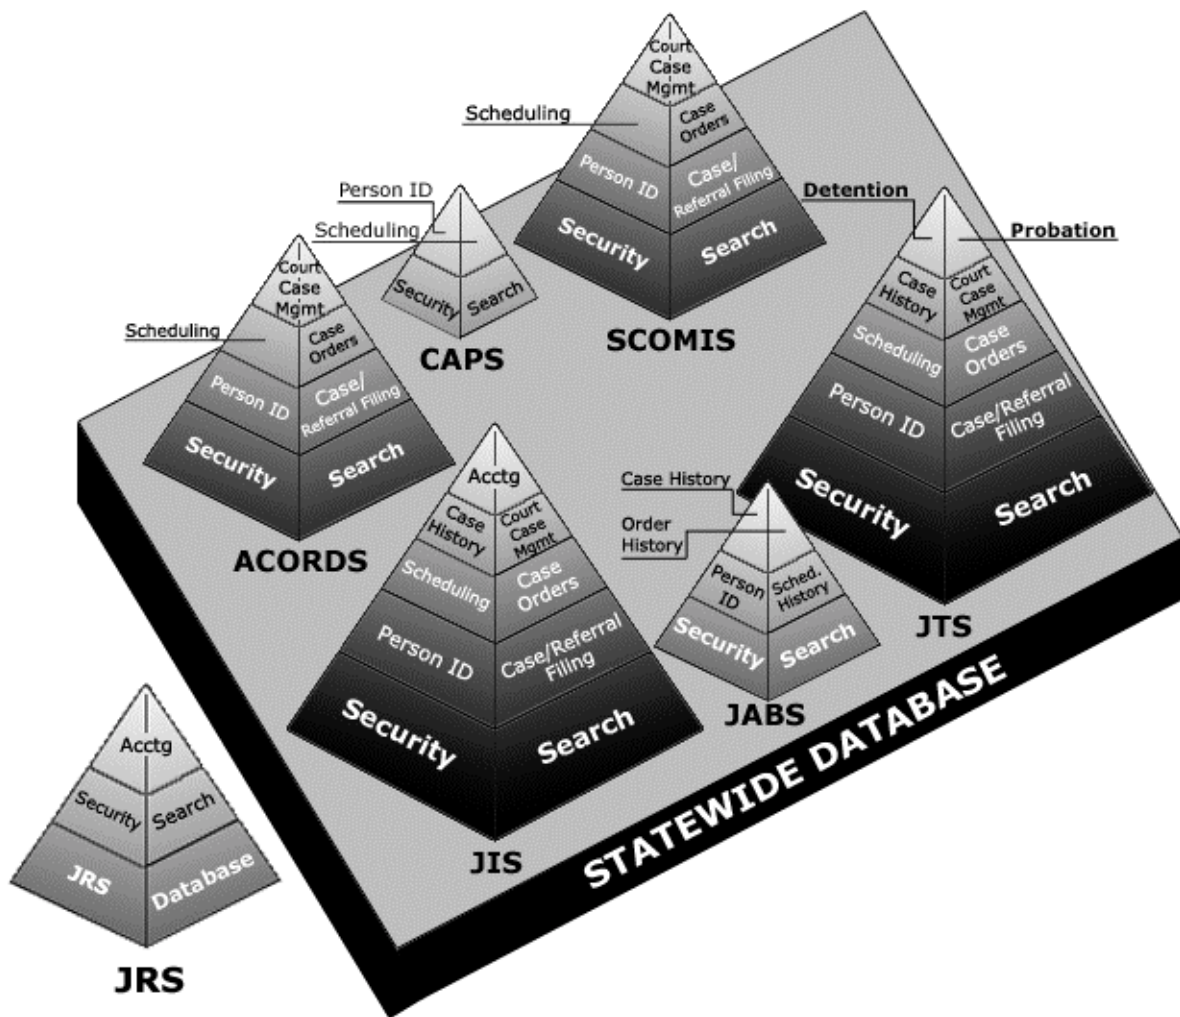 Court
Case
Mgmt
Scheduling
Case
Orders
Person ID
Case/
Referral Filing
Security
Search
SCOMIS
Person ID
Scheduling
Security
Search
CAPS
Detention
Probation
Case
History
Court
Case
Mgmt
Scheduling
Case
Orders
Person ID
Case/Referral
Filing
Security
Search
JTS
Court
Case
Mgmt
Scheduling
Case
Orders
Person ID
Case/
Referral Filing
Security
Search
ACORDS
Acctg
Case
History
Court
Case
Mgmt
Scheduling
Case
Orders
Person ID
Case/Referral
Filing
Security
Search
JIS
Case History
Order
History
Person
ID
Sched.
History
Security
Search
JABS
STATEWIDE DATABASE
Acctg
Security
Search
JRS
Database
JRS